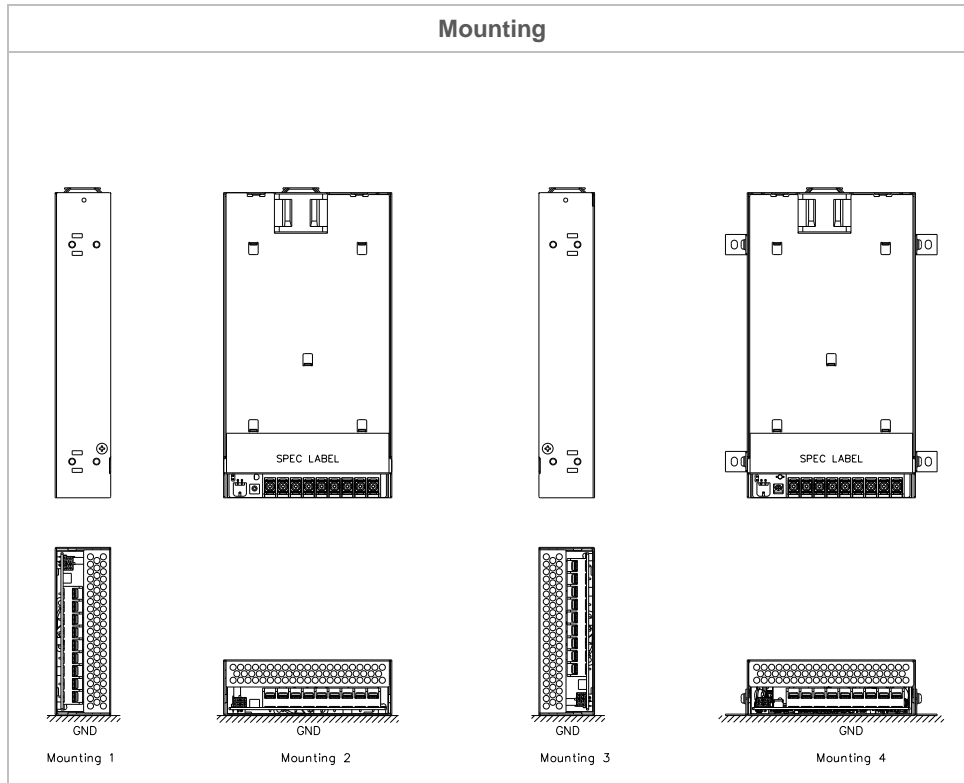 Mounting
SPEC LABEL
SPEC LABEL
GND
GND
GND
GND
Mounting 1
Mounting 2
Mounting 3
Mounting 4